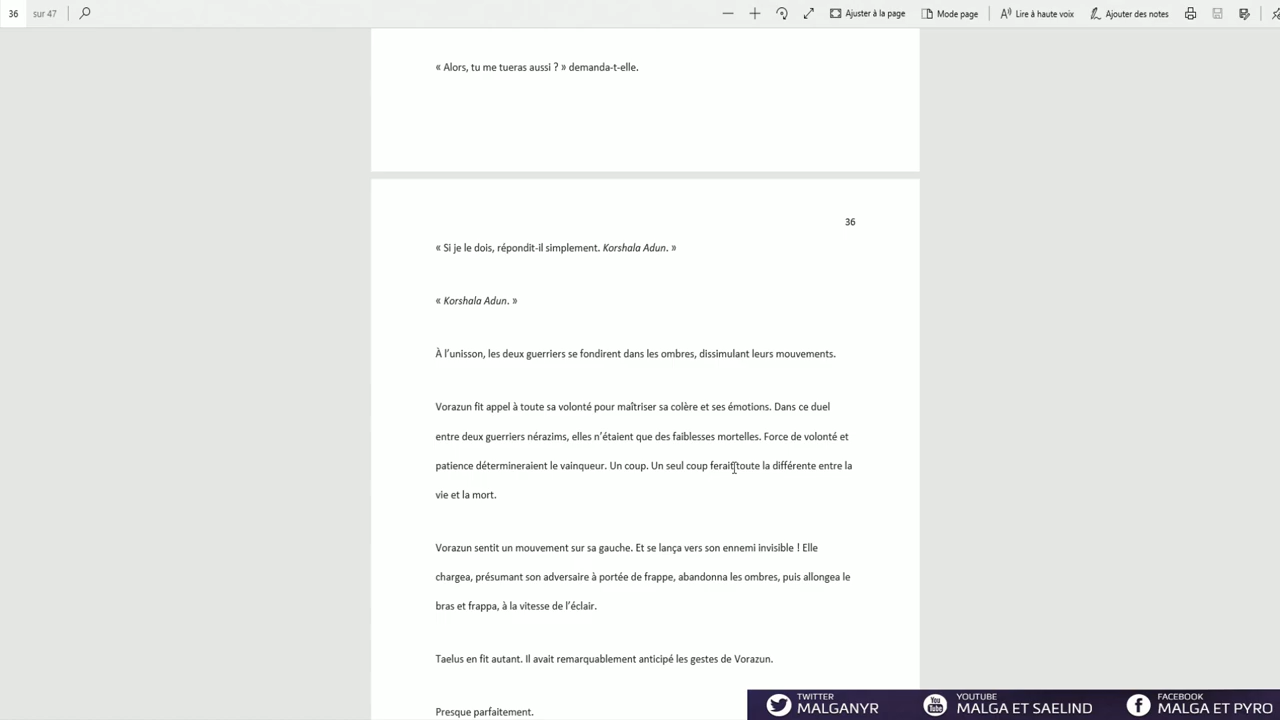 36 sur 47 Ajuster à la page Mode page Lire à haute voix Ajouter des notes
« Alors, tu me tueras aussi ? » demanda-t-elle.
36
« Si je le dois, répondit-il simplement. Korshala Adun. »
« Korshala Adun. »
À l’unisson, les deux guerriers se fondirent dans les ombres, dissimulant leurs mouvements.
Vorazun fit appel à toute sa volonté pour maîtriser sa colère et ses émotions. Dans ce duel
entre deux guerriers nérazims, elles n’étaient que des faiblesses mortelles. Force de volonté et
patience détermineraient le vainqueur. Un coup. Un seul coup ferait toute la différente entre la
vie et la mort.
Vorazun sentit un mouvement sur sa gauche. Et se lança vers son ennemi invisible ! Elle
chargea, présumant son adversaire à portée de frappe, abandonna les ombres, puis allongea le
bras et frappa, à la vitesse de l’éclair.
Taelus en fit autant. Il avait remarquablement anticipé les gestes de Vorazun.
Presque parfaitement.
TWITTER
MALGANYR
YOUTUBE
MALGA ET SAELIND
FACEBOOK
MALGA ET PYRO